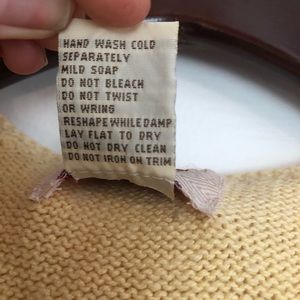 HAND WASH COLD
SEPARATELY
MILD SOAP
DO NOT BLEACH
DO NOT TWIST
OR WRING
RESHAPE WHILE DAMP
LAY FLAT TO DRY
DO NOT DRY CLEAN
DO NOT IRON ON TRIM